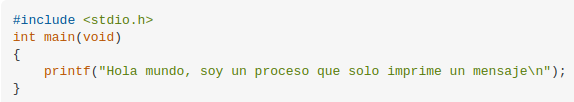 #include <stdio.h>
int main(void)
{
    printf("Hola mundo, soy un proceso que solo imprime un mensaje\n");
}